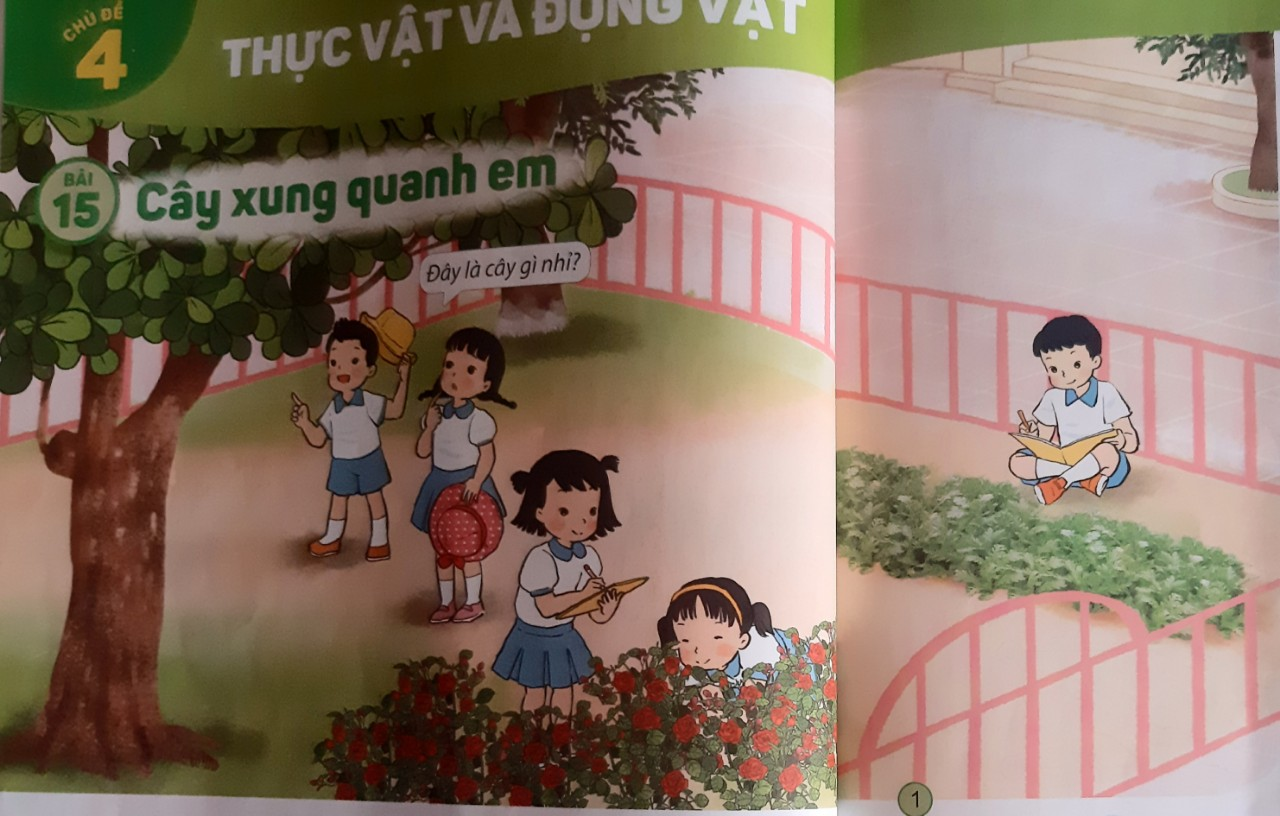 CHỦ ĐỀ
4
THỰC VẬT VÀ ĐỘNG VẬT
BÀI
15
Cây xung quanh em
Đây là cây gì nhỉ?
1